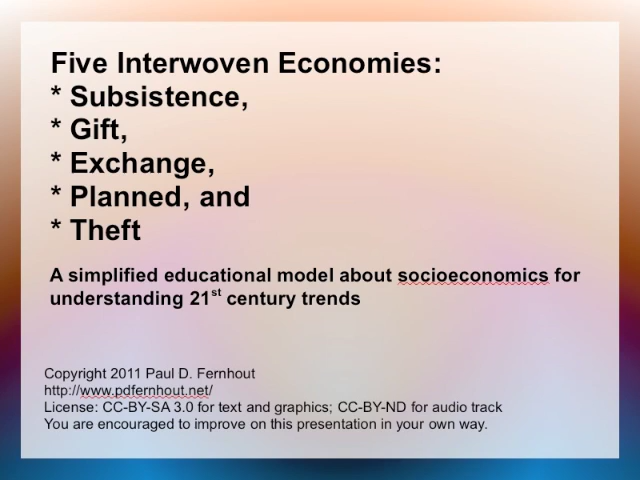 Five Interwoven Economies:
* Subsistence,
* Gift,
* Exchange,
* Planned, and
* Theft
A simplified educational model about socioeconomics for
understanding 21st century trends
Copyright 2011 Paul D. Fernhout
http://www.pdfernhout.net/
License: CC-BY-SA 3.0 for text and graphics; CC-BY-ND for audio track
You are encouraged to improve on this presentation in your own way.